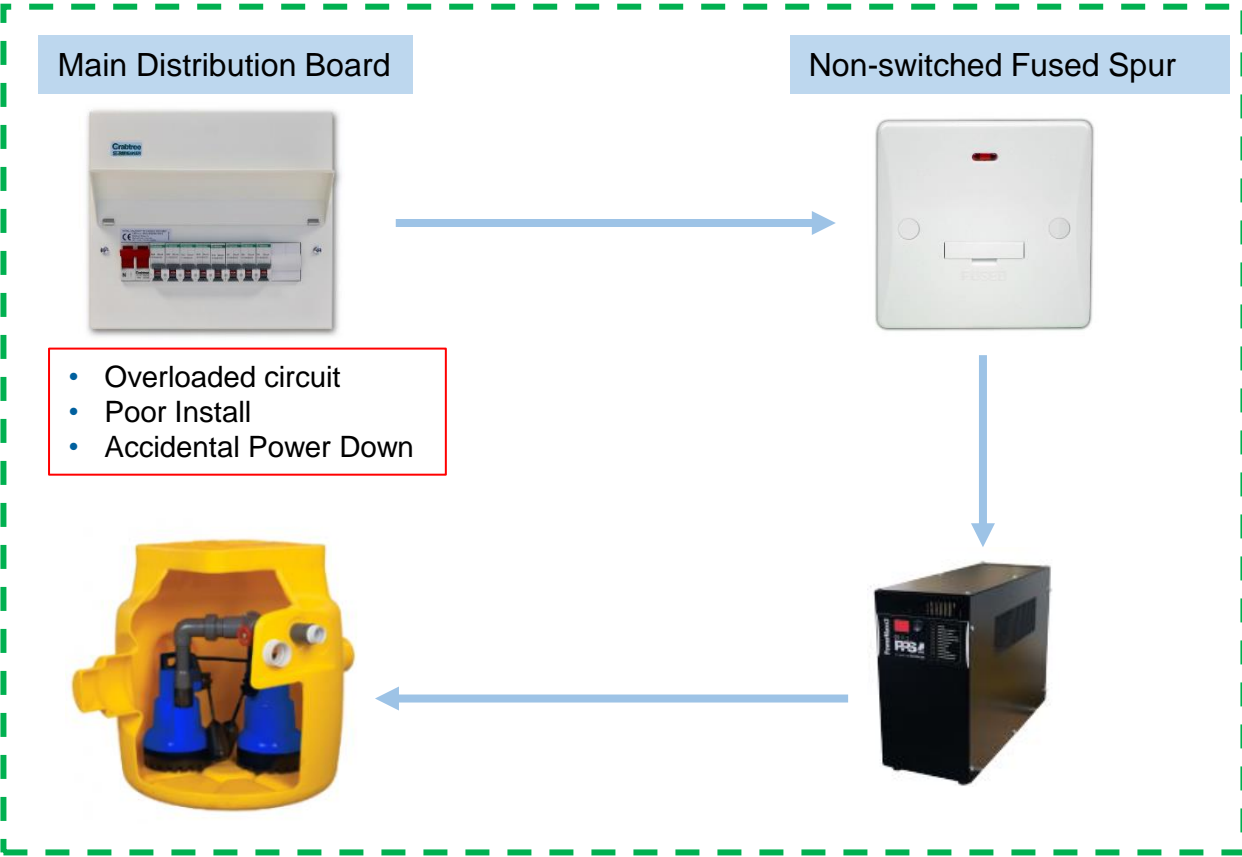 Main Distribution Board
Non-switched Fused Spur
Crabtree
FUSED
• Overloaded circuit
• Poor Install
• Accidental Power Down
PPS